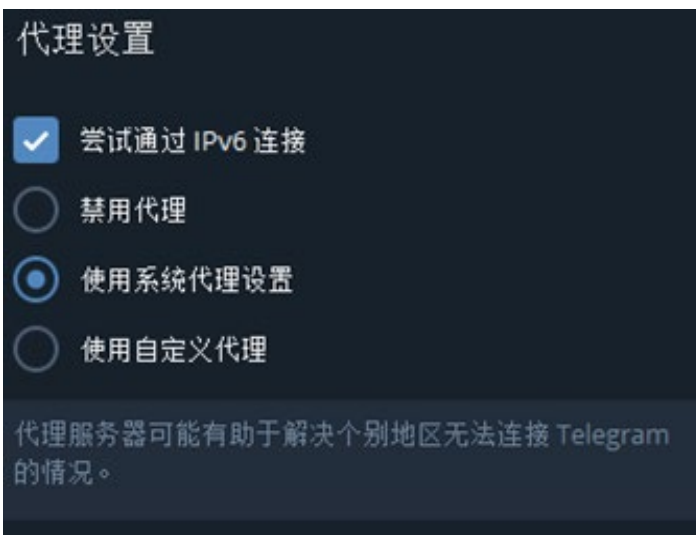 代理设置
尝试通过 IPv6 连接
禁用代理
使用系统代理设置
使用自定义代理
代理服务器可能有助于解决个别地区无法连接 Telegram
的情况。